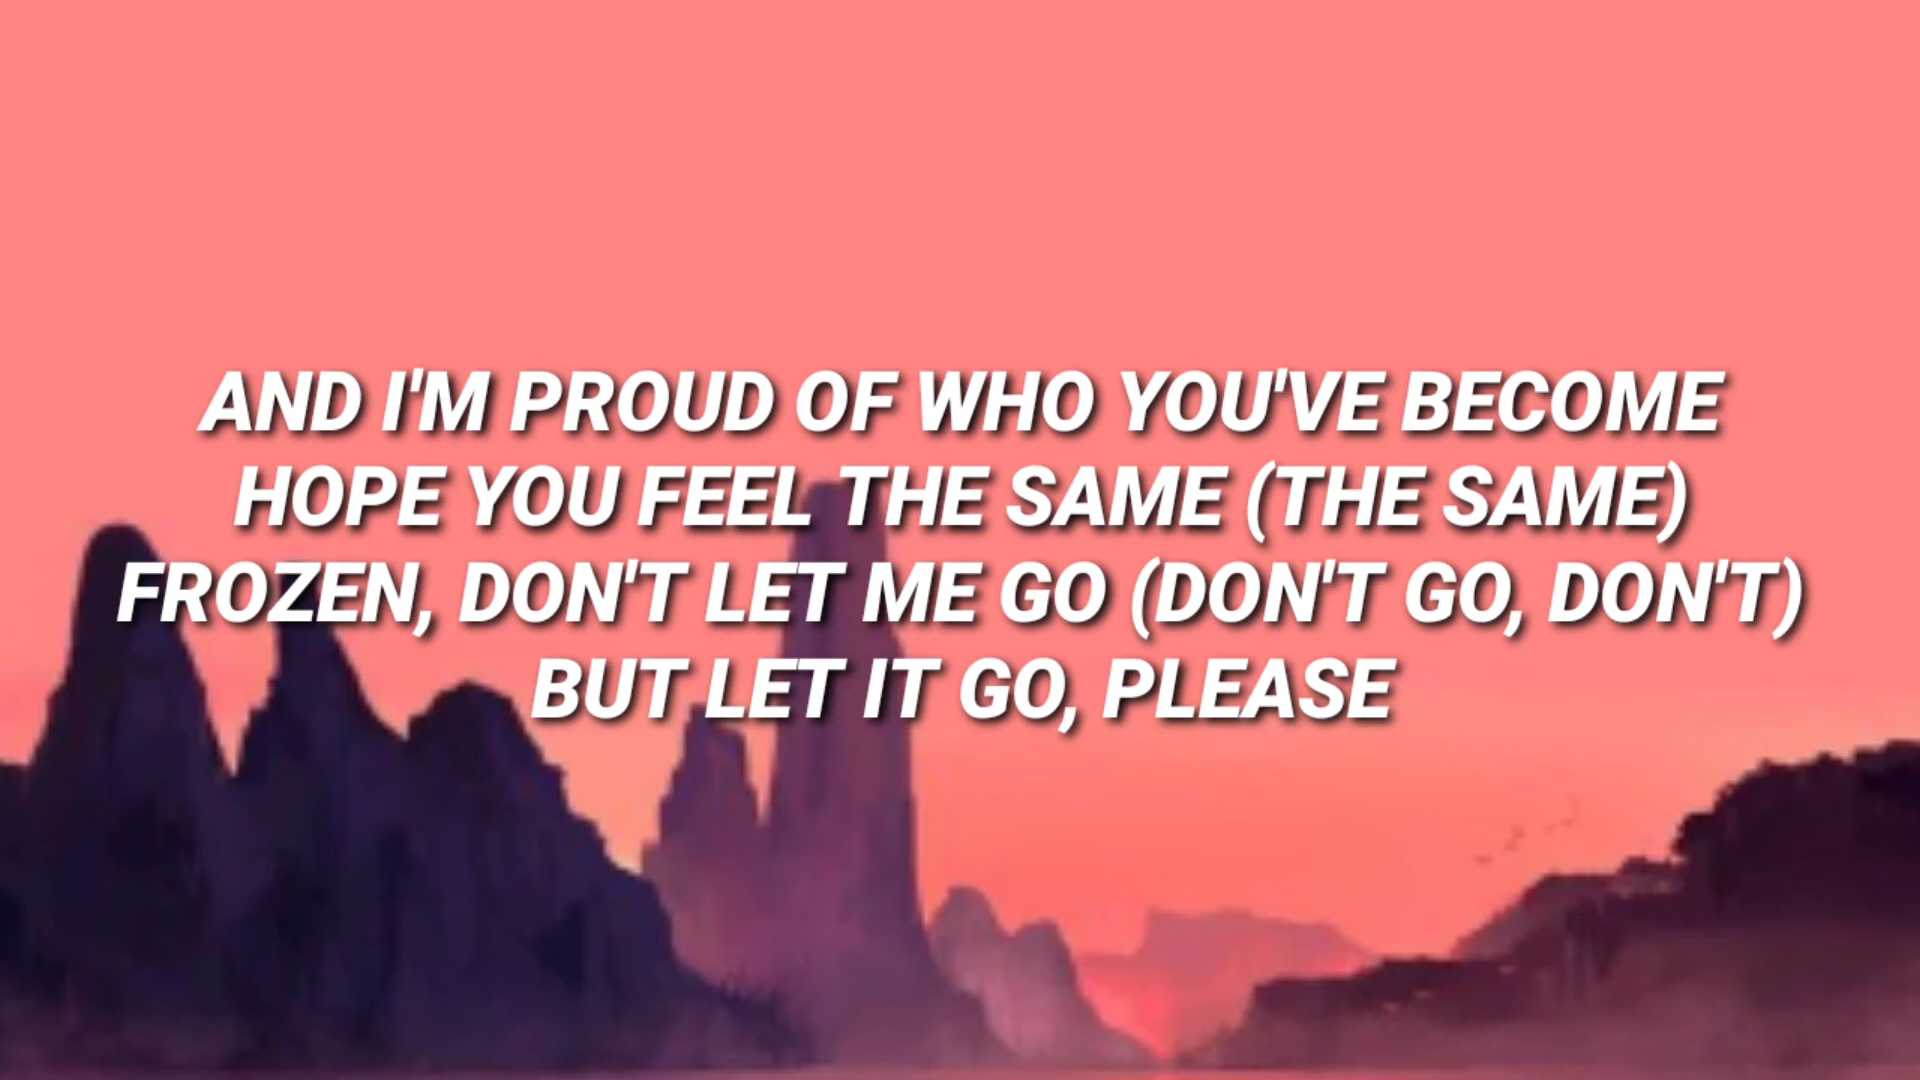 AND I'M PROUD OF WHO YOU'VE BECOME
HOPE YOU FEEL THE SAME (THE SAME)
FROZEN, DON'T LET ME GO (DON'T GO, DON'T)
BUT LET IT GO, PLEASE